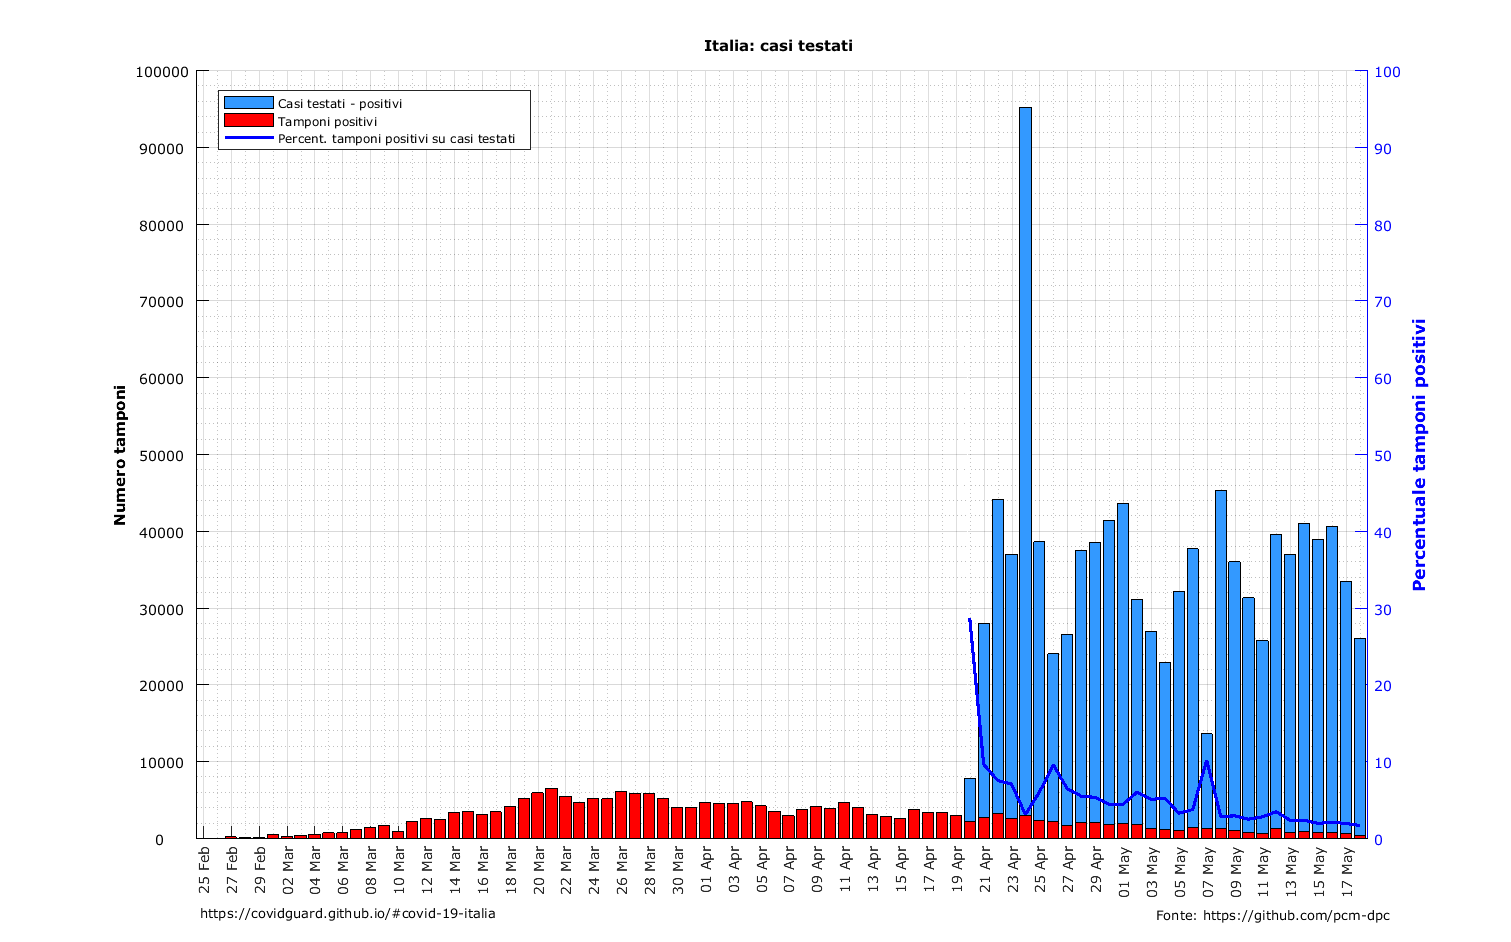 Italia: casi testati
Casi testati - positivi
Tamponi positivi
Percent. tamponi positivi su casi testati
Numero tamponi
100000
90000
80000
70000
60000
50000
40000
30000
20000
10000
0
Percentuale tamponi positivi
100
90
80
70
60
50
40
30
20
10
0
25 Feb
27 Feb
29 Feb
02 Mar
04 Mar
06 Mar
08 Mar
10 Mar
12 Mar
14 Mar
16 Mar
18 Mar
20 Mar
22 Mar
24 Mar
26 Mar
28 Mar
30 Mar
01 Apr
03 Apr
05 Apr
07 Apr
09 Apr
11 Apr
13 Apr
15 Apr
17 Apr
19 Apr
21 Apr
23 Apr
25 Apr
27 Apr
29 Apr
01 May
03 May
05 May
07 May
09 May
11 May
13 May
15 May
17 May
https://covidguard.github.io/#covid-19-italia
Fonte: https://github.com/pcm-dpc